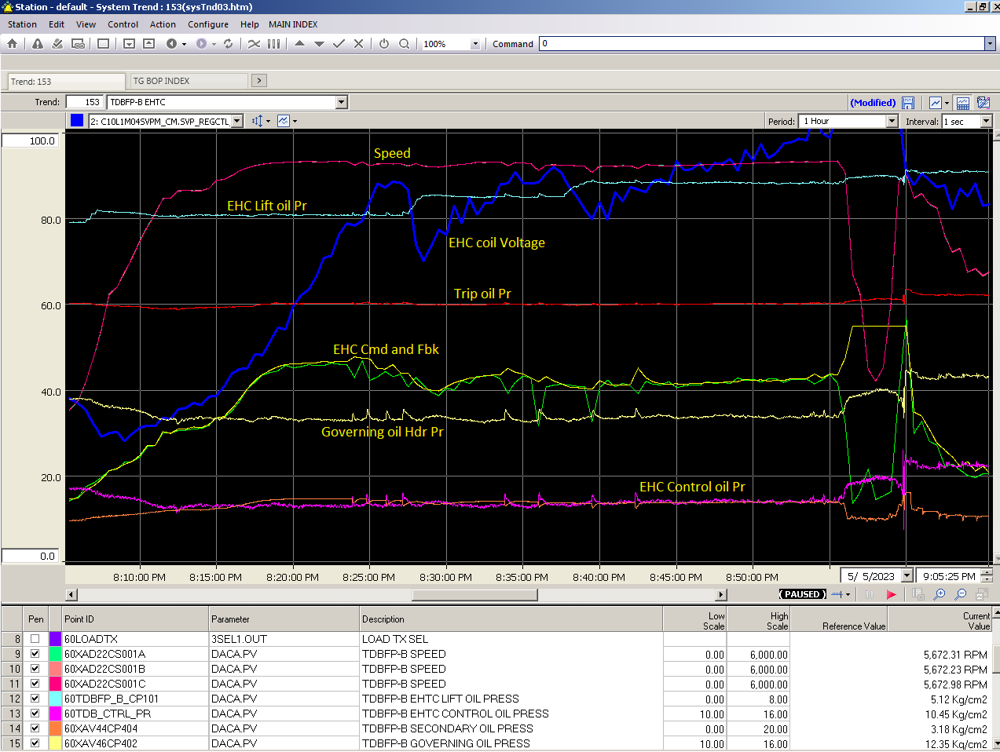 Station - default - System Trend : 153(sysTnd03.htm)
Station Edit View Control Action Configure Help MAIN INDEX
100% Command 0
Trend: 153 TG BOP INDEX >
Trend: 153 TDBFP-B EHTC (Modified)
2: C10L1M04SVPM_CM.SVP_REGCTL Period: 1 Hour Interval: 1 sec
100.0
Speed
EHC Lift oil Pr
80.0
EHC coil Voltage
Trip oil Pr
60.0
EHC Cmd and Fbk
40.0
Governing oil Hdr Pr
20.0
EHC Control oil Pr
0.0
8:10:00 PM 8:15:00 PM 8:20:00 PM 8:25:00 PM 8:30:00 PM 8:35:00 PM 8:40:00 PM 8:45:00 PM 8:50:00 PM 5/ 5/2023 9:05:25 PM
(PAUSED)
Pen Point ID Parameter Description Low Scale High Scale Reference Value Current Value
8 60LOADTX 3SEL1.OUT LOAD TX SEL
9 60XAD22CS001A DACA.PV TDBFP-B SPEED 0.00 6,000.00 5,672.31 RPM
10 60XAD22CS001B DACA.PV TDBFP-B SPEED 0.00 6,000.00 5,672.23 RPM
11 60XAD22CS001C DACA.PV TDBFP-B SPEED 0.00 6,000.00 5,672.98 RPM
12 60TDBFP_B_CP101 DACA.PV TDBFP-B EHTC LIFT OIL PRESS 0.00 8.00 5.12 Kg/cm2
13 60TDB_CTRL_PR DACA.PV TDBFP-B EHTC CONTROL OIL PRESS 10.00 16.00 10.45 Kg/cm2
14 60XAV44CP404 DACA.PV TDBFP-B SECONDARY OIL PRESS 0.00 20.00 3.18 Kg/cm2
15 60XAV46CP402 DACA.PV TDBFP-B GOVERNING OIL PRESS 10.00 16.00 12.35 Kg/cm2